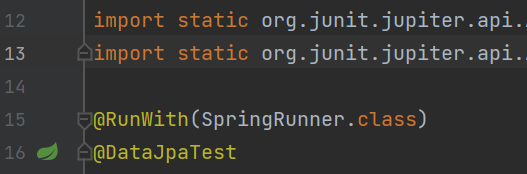 12 import static org.junit.jupiter.api.
13 import static org.junit.jupiter.api.
14
15 @RunWith(SpringRunner.class)
16 @DataJpaTest